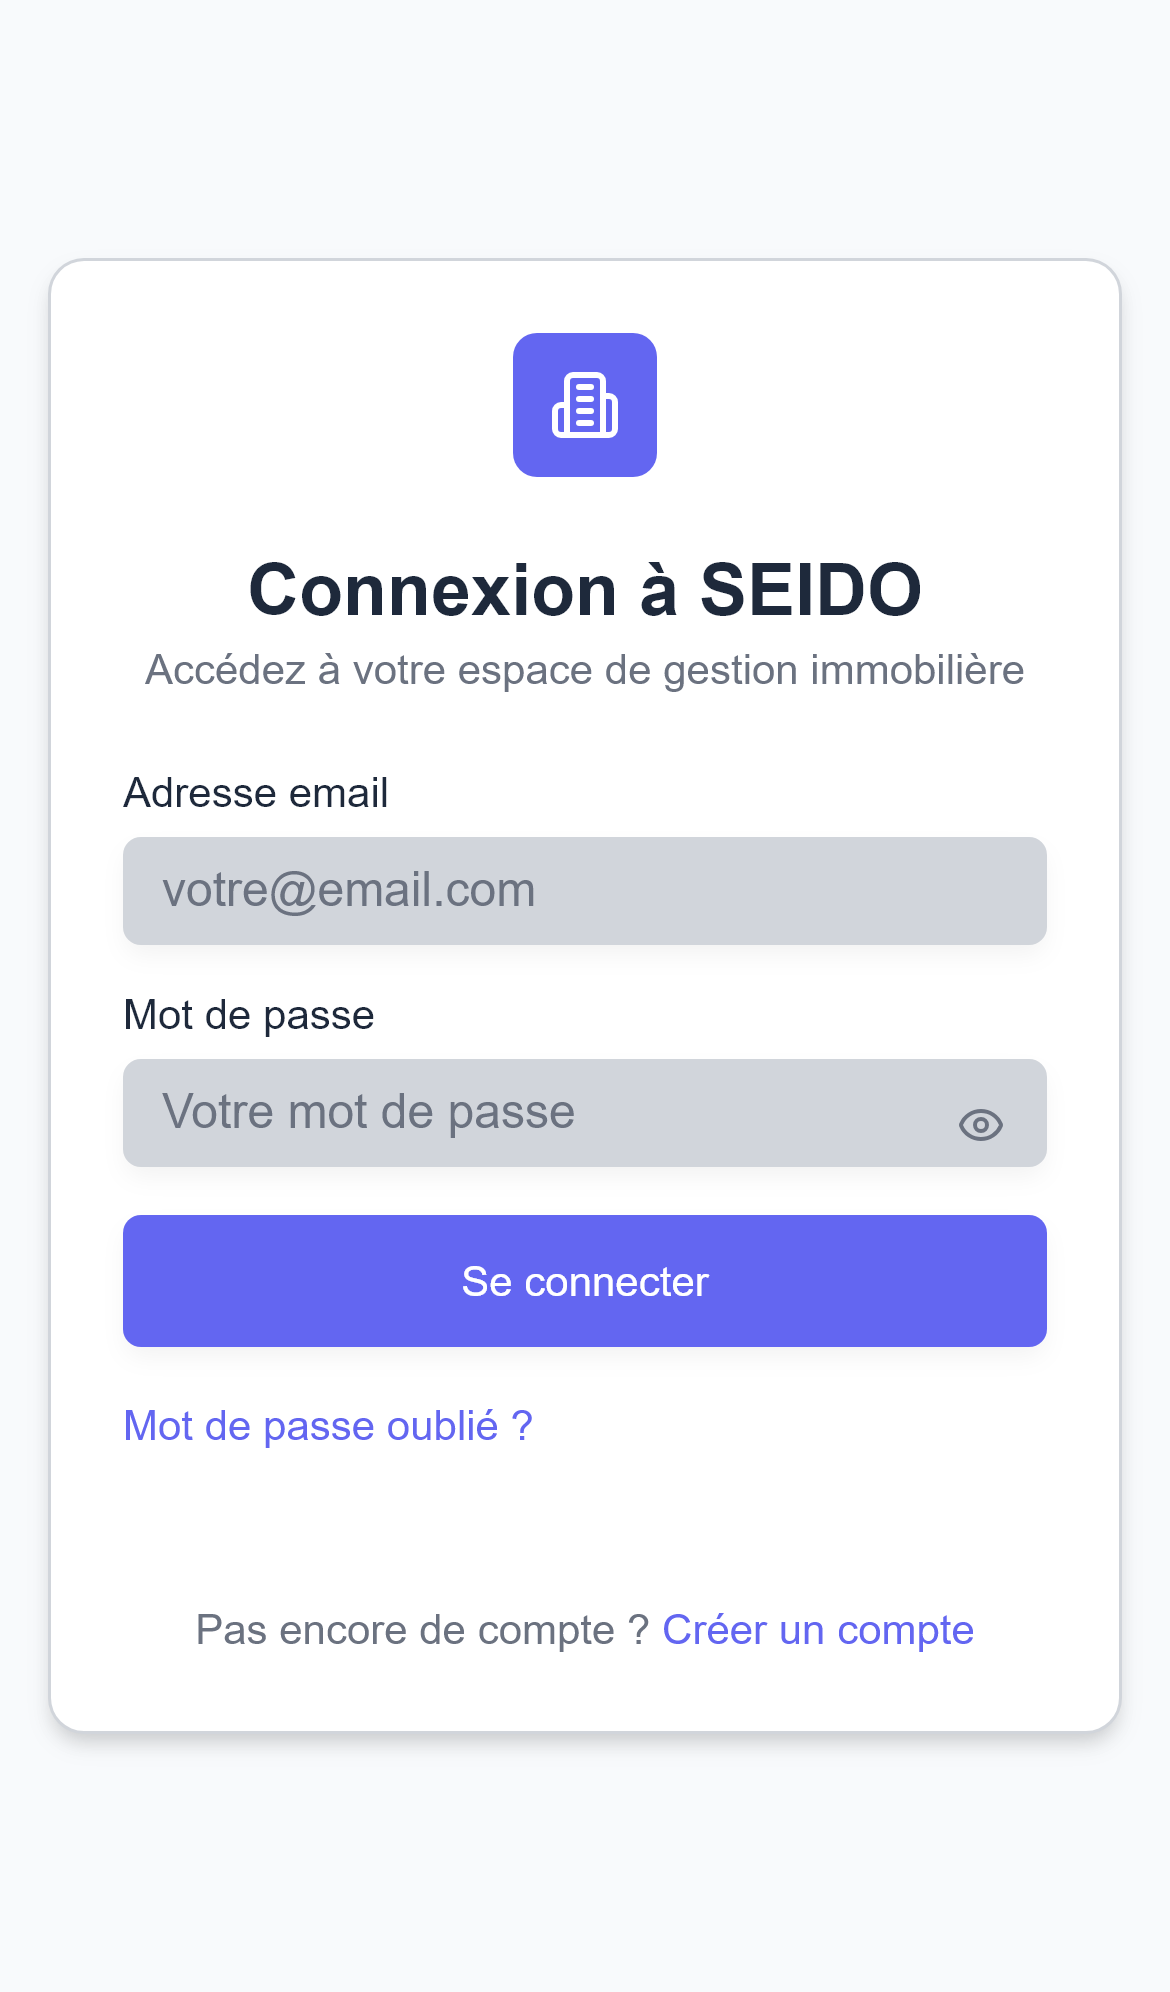 Connexion à SEIDO
Accédez à votre espace de gestion immobilière
Adresse email
votre@email.com
Mot de passe
Votre mot de passe
Se connecter
Mot de passe oublié ?
Pas encore de compte ? Créer un compte